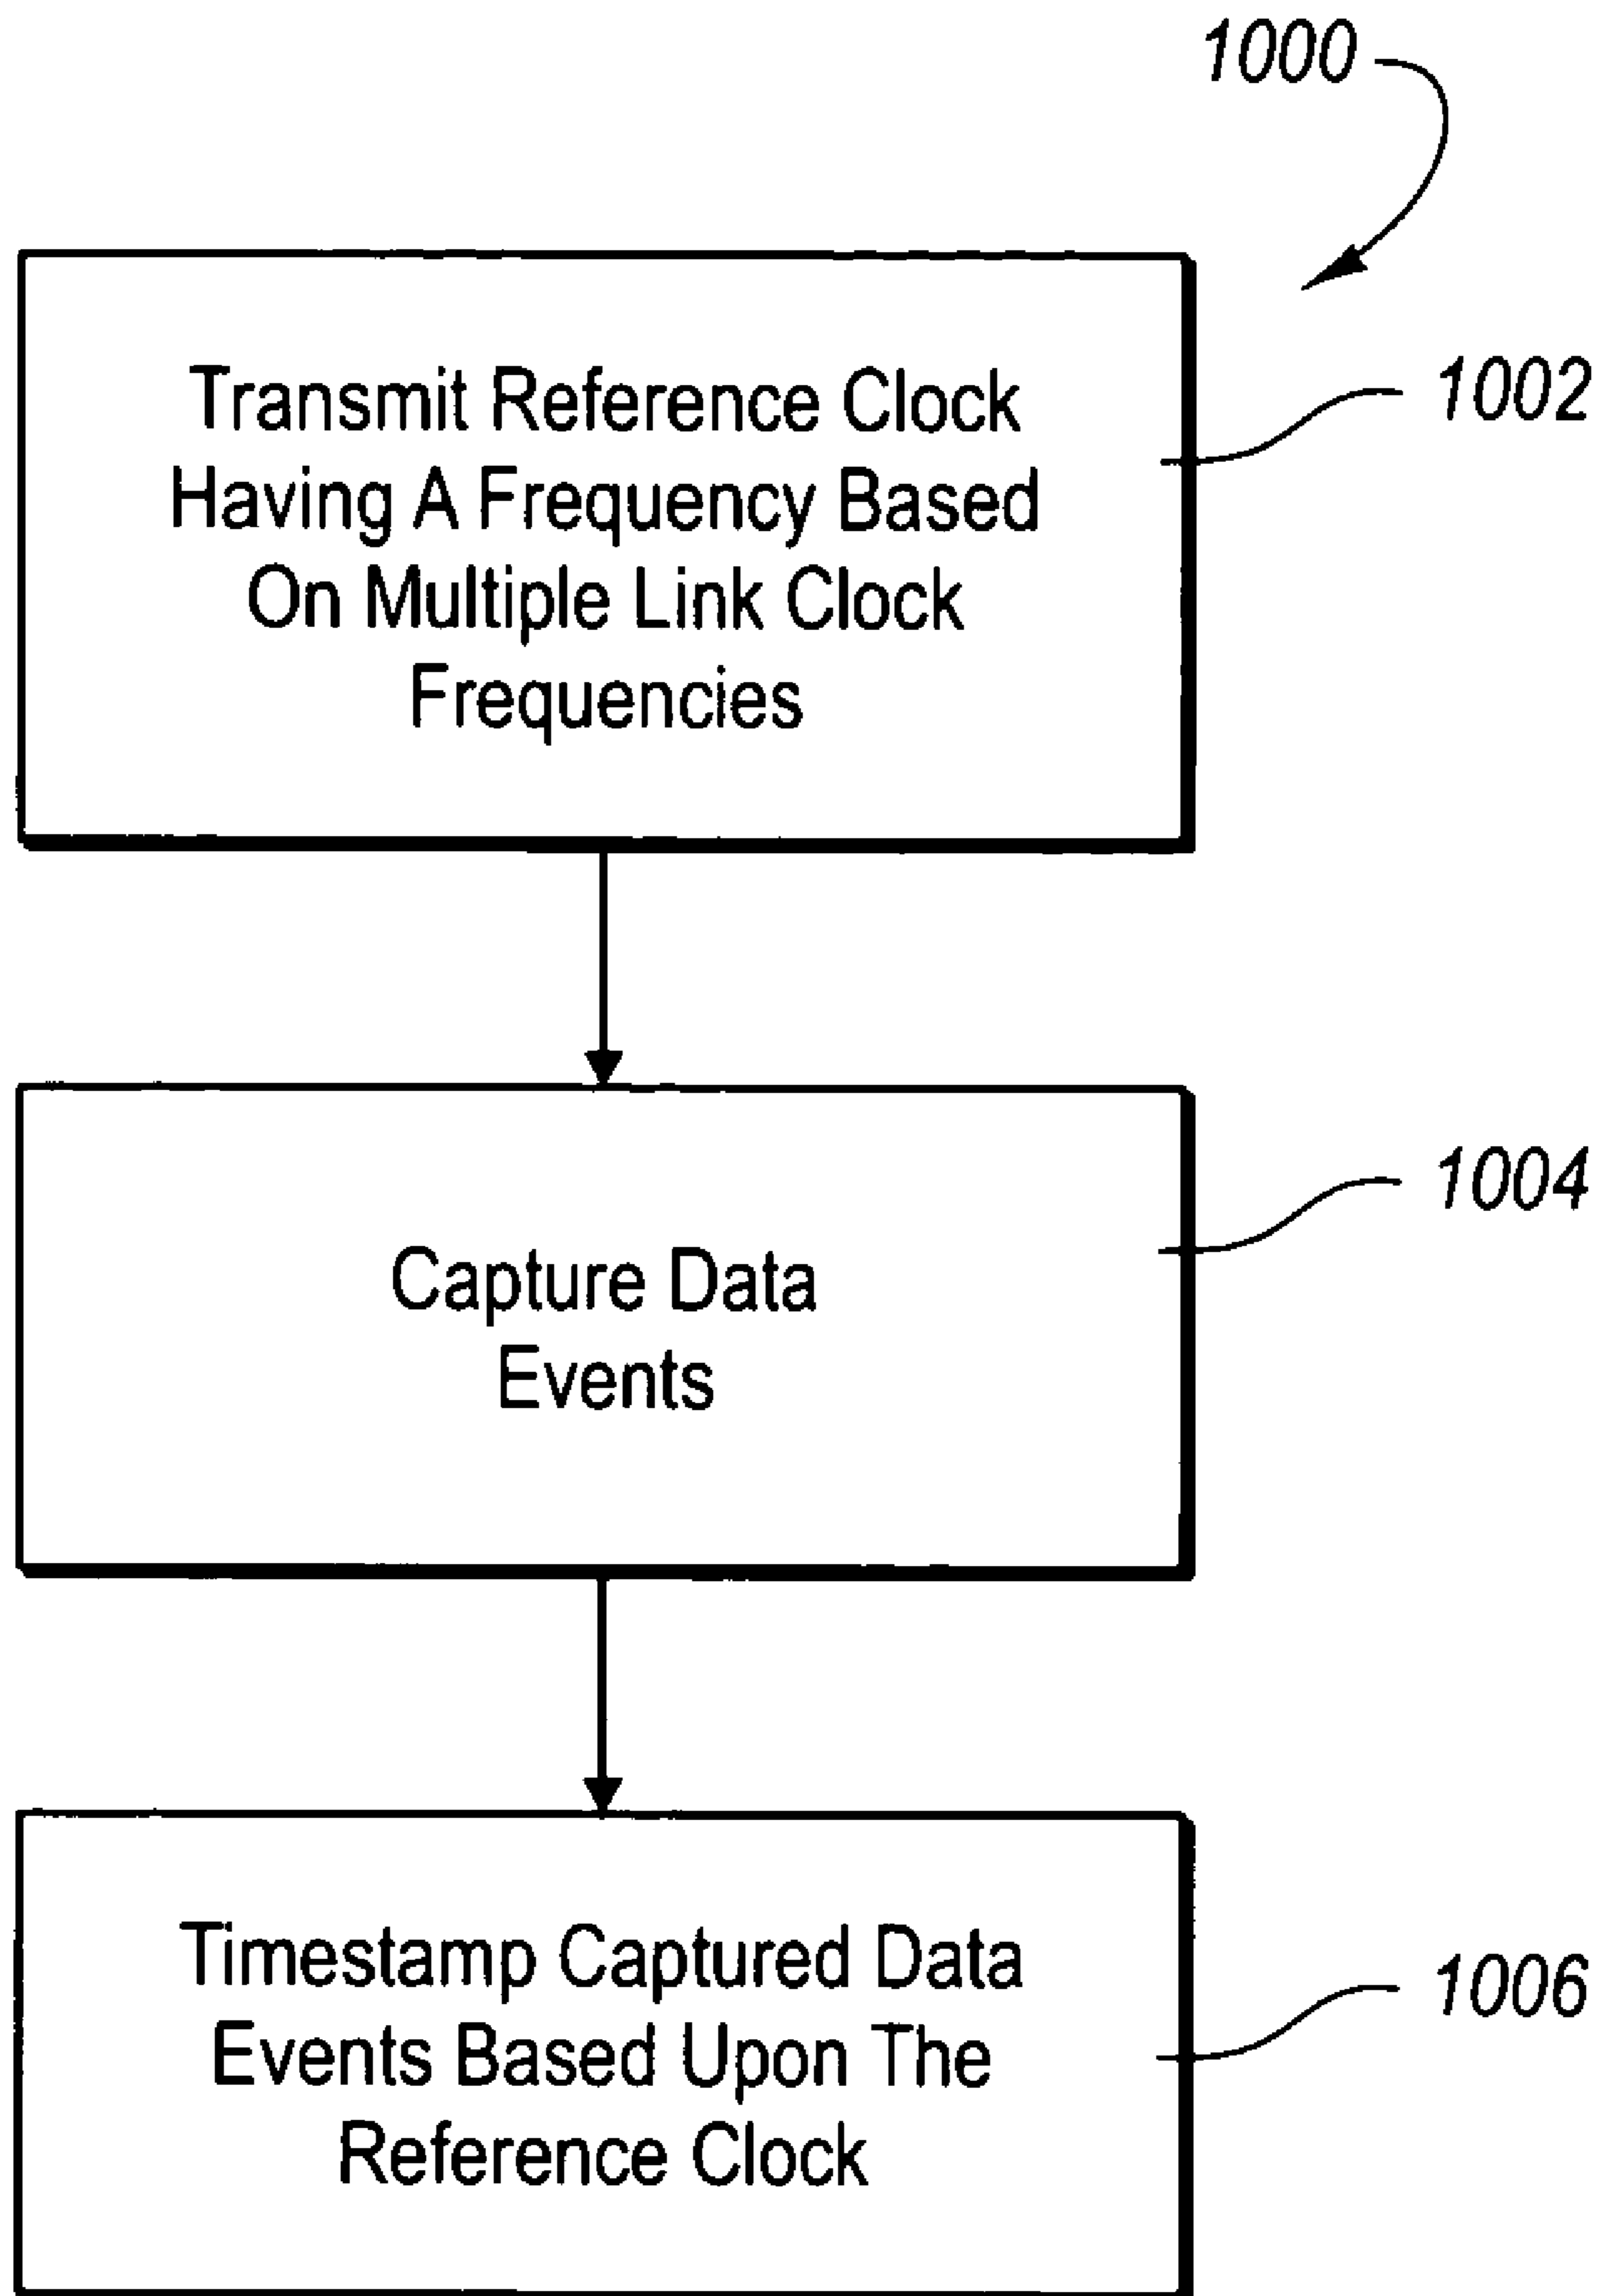 1000
Transmit Reference Clock
Having A Frequency Based
On Multiple Link Clock
Frequencies
1002
Capture Data
Events
1004
Timestamp Captured Data
Events Based Upon The
Reference Clock
1006